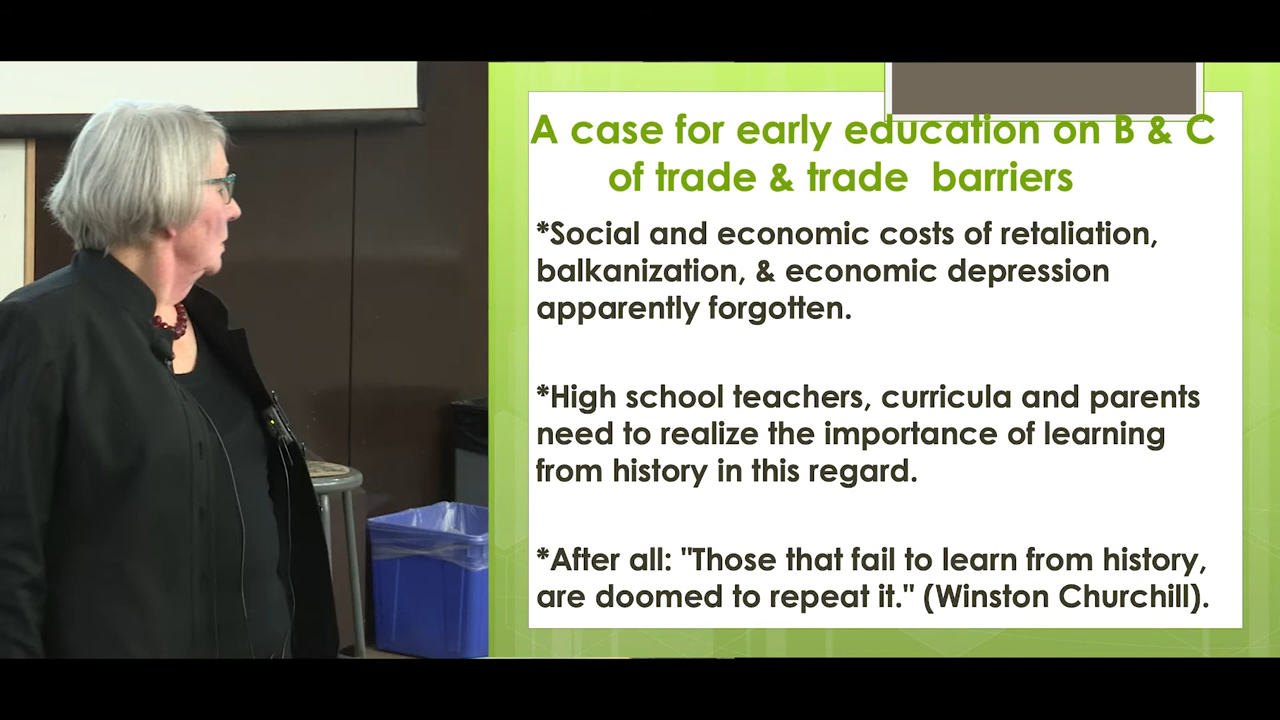 A case for early education on B & C
of trade & trade  barriers
*Social and economic costs of retaliation,
balkanization, & economic depression
apparently forgotten.
*High school teachers, curricula and parents
need to realize the importance of learning
from history in this regard.
*After all: "Those that fail to learn from history,
are doomed to repeat it." (Winston Churchill).